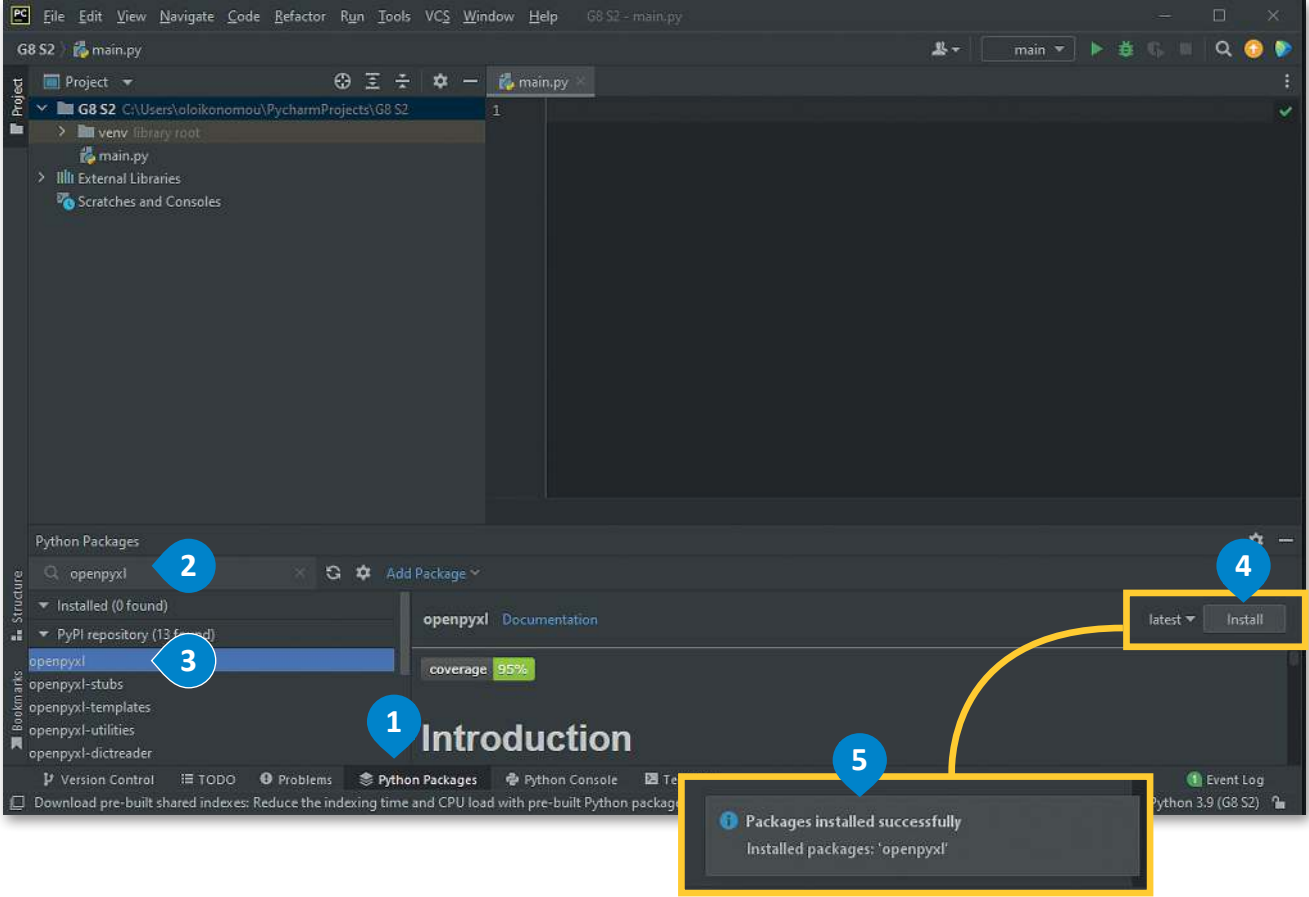 PC File Edit View Navigate Code Refactor Run Tools VCS Window Help G8 S2 - main.py
G8 S2 main.py main
Project main.py
Project
G8 S2 C:\Users\oloikonomou\PycharmProjects\G8 S2 1
venv library root
main.py
External Libraries
Scratches and Consoles
Python Packages
openpyxl 2 Add Package 4
Structure
Installed (0 found)
openpyxl Documentation latest Install
PyPI repository (13 found)
openpyxl 3
coverage 95%
openpyxl-stubs
Bookmarks
openpyxl-templates
openpyxl-utilities 1
Introduction
openpyxl-dictreader 5
Version Control TODO Problems Python Packages Python Console Te 1 Event Log
Download pre-built shared indexes: Reduce the indexing time and CPU load with pre-built Python packag Python 3.9 (G8 S2)
Packages installed successfully
Installed packages: 'openpyxl'